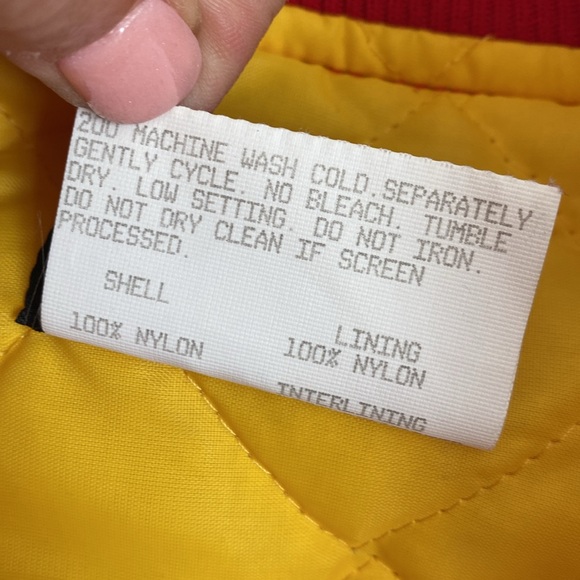 200 MACHINE WASH COLD.SEPARATELY
GENTLY CYCLE. NO BLEACH. TUMBLE
DRY. LOW SETTING. DO NOT IRON.
DO NOT DRY CLEAN IF SCREEN
PROCESSED.
SHELL
LINING
100% NYLON
100% NYLON
INTERLINING